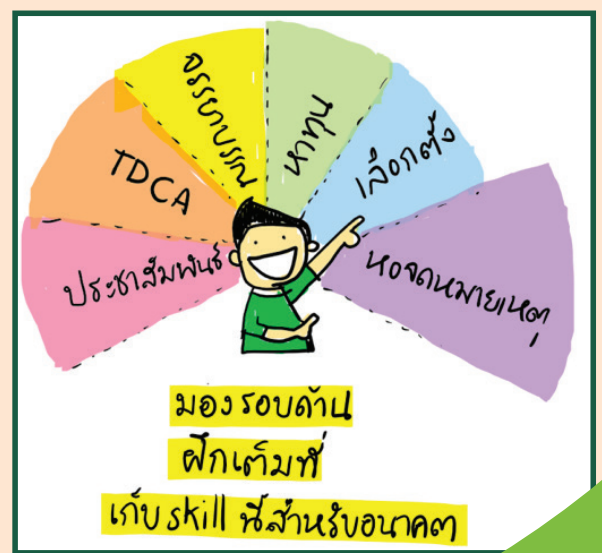 ประชาสัมพันธ์
TDCA
จรรยาบรรณ
หาทุน
เลือกตั้ง
หอจดหมายเหตุ
มองรอบด้าน
ฝึกเต็มที่
เก็บ skill นี้สำหรับอนาคต